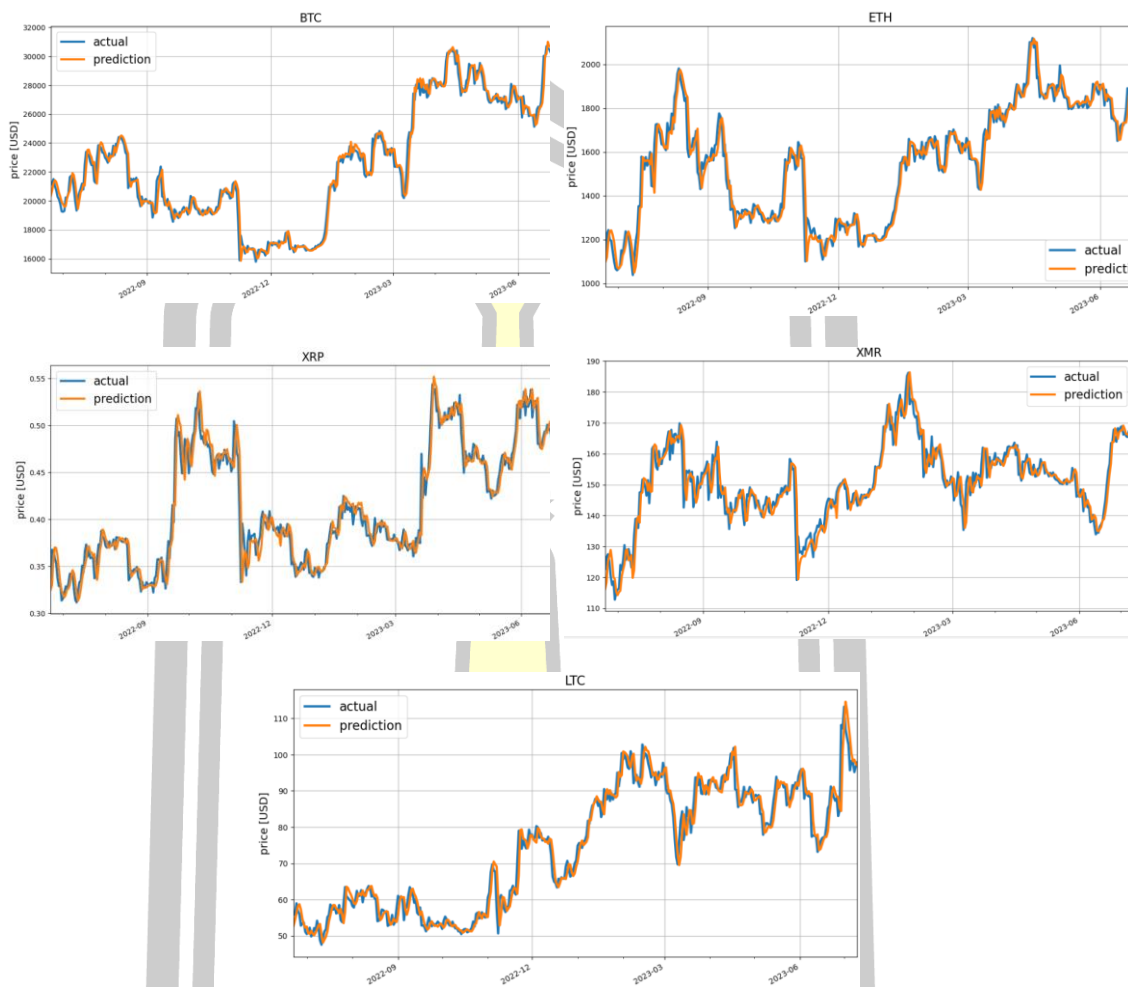 BTC
32000
30000
28000
26000
24000
22000
20000
18000
16000
price [USD]
actual
prediction
2022-09
2022-12
2023-03
2023-06
ETH
2000
1800
1600
1400
1200
1000
price [USD]
actual
predicti
2022-09
2022-12
2023-03
2023-06
XRP
0.55
0.50
0.45
0.40
0.35
0.30
price [USD]
actual
prediction
2022-09
2022-12
2023-03
2023-06
XMR
190
180
170
160
150
140
130
120
110
price [USD]
actual
prediction
2022-09
2022-12
2023-03
2023-06
LTC
110
100
90
80
70
60
50
price [USD]
actual
prediction
2022-09
2022-12
2023-03
2023-06